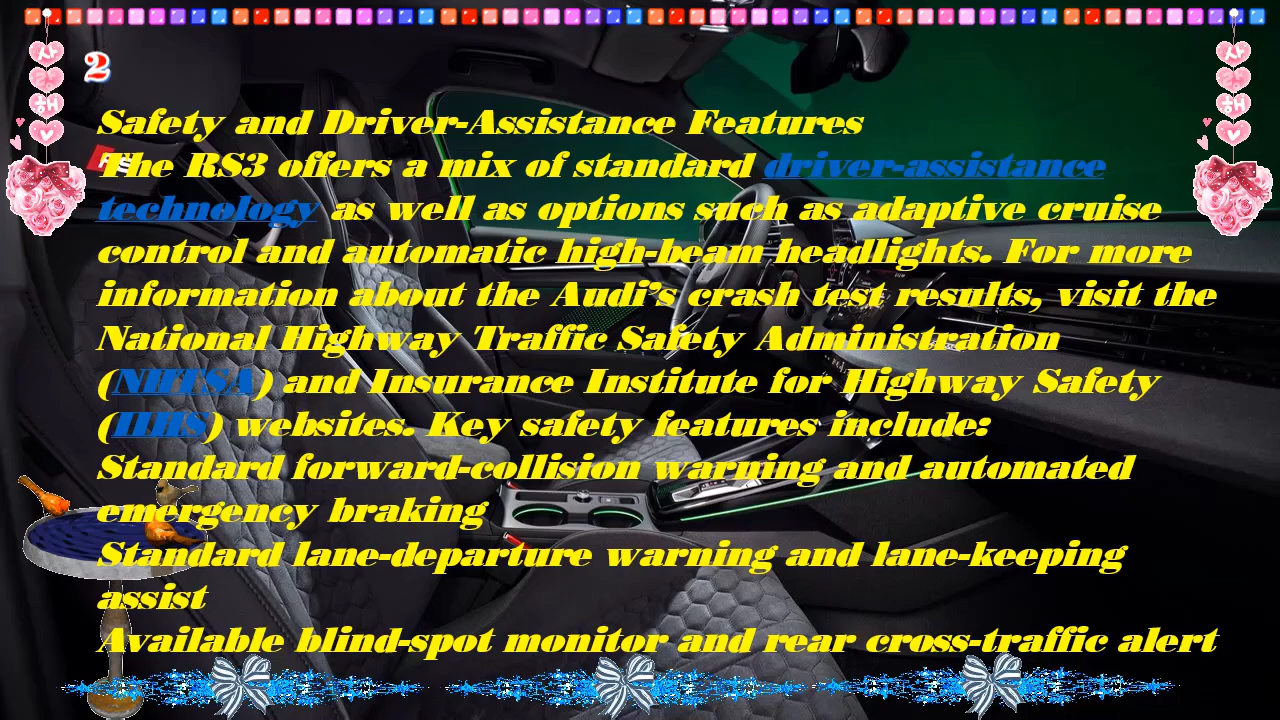 2
Safety and Driver-Assistance Features
The RS3 offers a mix of standard driver-assistance
technology as well as options such as adaptive cruise
control and automatic high-beam headlights. For more
information about the Audi’s crash test results, visit the
National Highway Traffic Safety Administration
(NHTSA) and Insurance Institute for Highway Safety
(IIHS) websites. Key safety features include:
Standard forward-collision warning and automated
emergency braking
Standard lane-departure warning and lane-keeping
assist
Available blind-spot monitor and rear cross-traffic alert
사
해
사
해